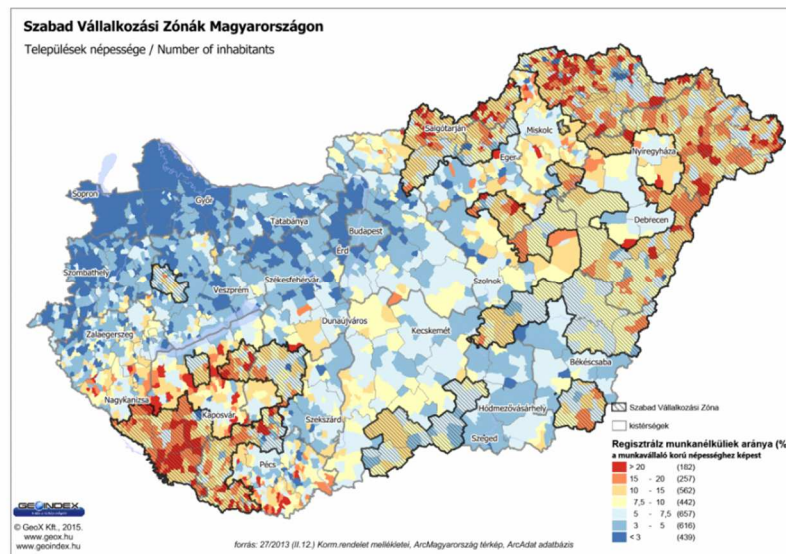 Szabad Vállalkozási Zónák Magyarországon
Települések népessége / Number of inhabitants
Salgótarján
Miskolc
Eger
Nyíregyháza
Sopron
Győr
Tatabánya
Budapest
Debrecen
Érd
Szombathely
Székesfehérvár
Veszprém
Szolnok
Zalaegerszeg
Dunaújváros
Kecskemét
Békéscsaba
Nagykanizsa
Kaposvár
Szekszárd
Hódmezővásárhely
Szeged
Pécs
Szabad Vállalkozási Zóna
kistérségek
Regisztrálz munkanélküliek aránya (%
a munkavállaló korú népességhez képest
> 20 (182)
15 - 20 (257)
10 - 15 (562)
7,5 - 10 (442)
5 - 7,5 (657)
3 - 5 (616)
< 3 (439)
GEOINDEX
© GeoX Kft., 2015.
www.geox.hu
www.geoindex.hu
forrás: 27/2013 (II.12.) Korm.rendelet mellékletei, ArcMagyarország térkép, ArcAdat adatbázis